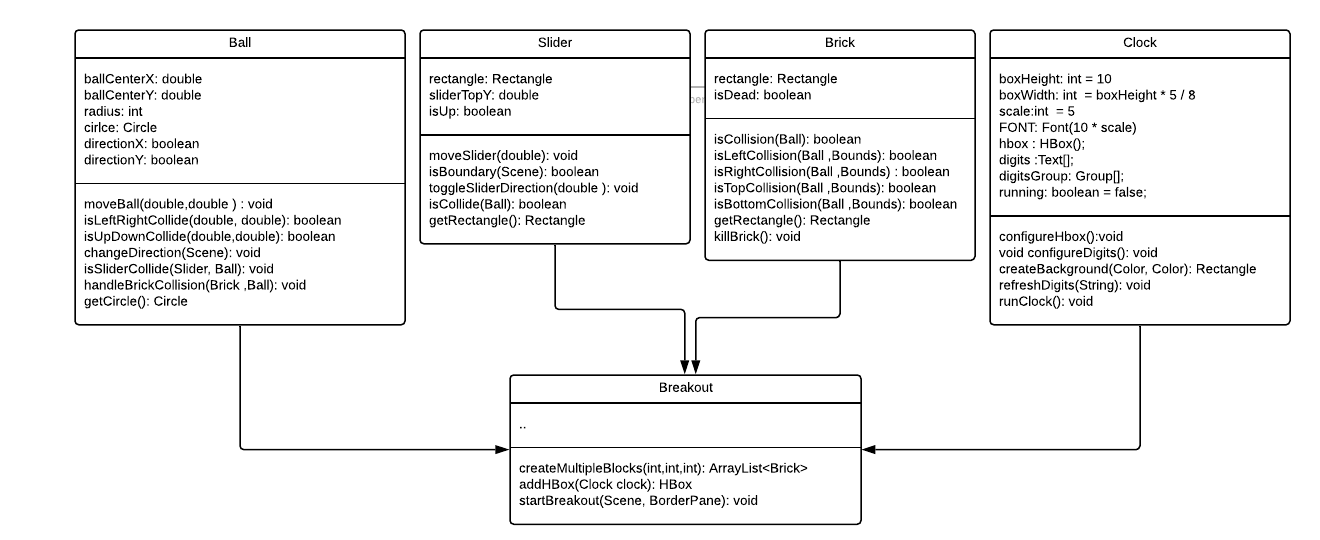 Ball
ballCenterX: double
ballCenterY: double
radius: int
cirlce: Circle
directionX: boolean
directionY: boolean
moveBall(double,double ) : void
isLeftRightCollide(double, double): boolean
isUpDownCollide(double,double): boolean
changeDirection(Scene): void
isSliderCollide(Slider, Ball): void
handleBrickCollision(Brick ,Ball): void
getCircle(): Circle
Slider
rectangle: Rectangle
sliderTopY: double
isUp: boolean
moveSlider(double): void
isBoundary(Scene): boolean
toggleSliderDirection(double ): void
isCollide(Ball): boolean
getRectangle(): Rectangle
Brick
rectangle: Rectangle
isDead: boolean
isCollision(Ball): boolean
isLeftCollision(Ball ,Bounds): boolean
isRightCollision(Ball ,Bounds) : boolean
isTopCollision(Ball ,Bounds): boolean
isBottomCollision(Ball ,Bounds): boolean
getRectangle(): Rectangle
killBrick(): void
Clock
boxHeight: int = 10
boxWidth: int  = boxHeight * 5 / 8
scale:int  = 5
FONT: Font(10 * scale)
hbox : HBox();
digits :Text[];
digitsGroup: Group[];
running: boolean = false;
configureHbox():void
void configureDigits(): void
createBackground(Color, Color): Rectangle
refreshDigits(String): void
runClock(): void
Breakout
..
createMultipleBlocks(int,int,int): ArrayList<Brick>
addHBox(Clock clock): HBox
startBreakout(Scene, BorderPane): void